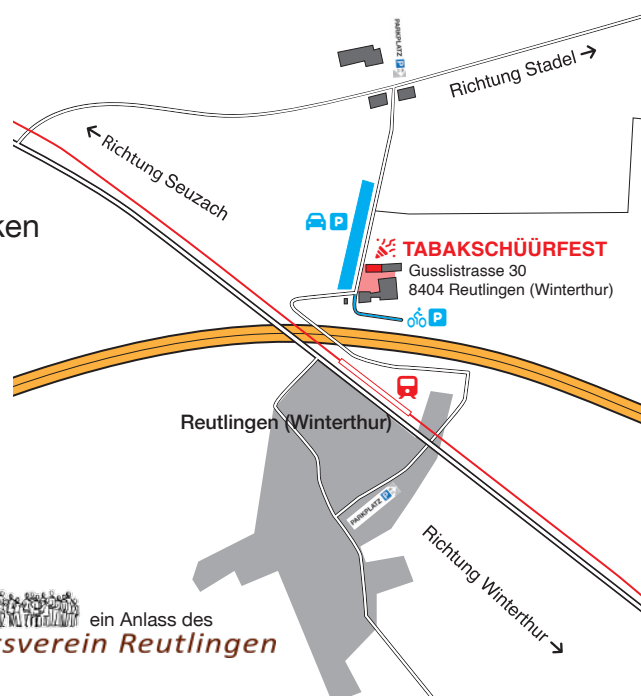 PARKPLATZ P
Richtung Stadel →
← Richtung Seuzach
ken
P
TABAKSCHÜÜRFEST
Gusslistrasse 30
8404 Reutlingen (Winterthur)
P
Reutlingen (Winterthur)
PARKPLATZ P
Richtung Winterthur →
ein Anlass des
rsverein Reutlingen